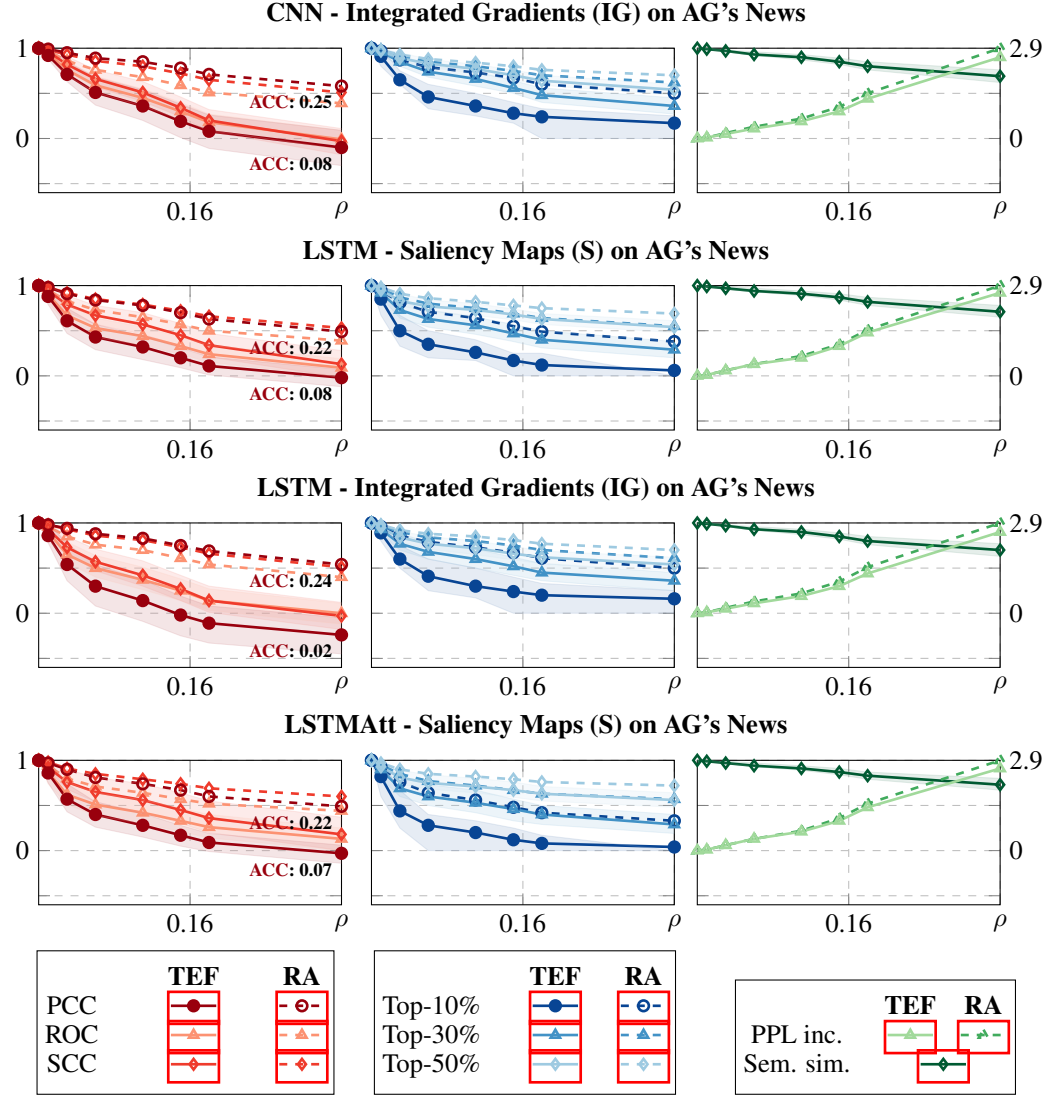 CNN - Integrated Gradients (IG) on AG's News
1
0
ACC: 0.25
ACC: 0.08
0.16
ρ
0.16
ρ
2.9
0
0.16
ρ
LSTM - Saliency Maps (S) on AG's News
1
0
ACC: 0.22
ACC: 0.08
0.16
ρ
0.16
ρ
2.9
0
0.16
ρ
LSTM - Integrated Gradients (IG) on AG's News
1
0
ACC: 0.24
ACC: 0.02
0.16
ρ
0.16
ρ
2.9
0
0.16
ρ
LSTMAtt - Saliency Maps (S) on AG's News
1
0
ACC: 0.22
ACC: 0.07
0.16
ρ
0.16
ρ
2.9
0
0.16
ρ
TEF RA
PCC
ROC
SCC
TEF RA
Top-10%
Top-30%
Top-50%
TEF RA
PPL inc.
Sem. sim.